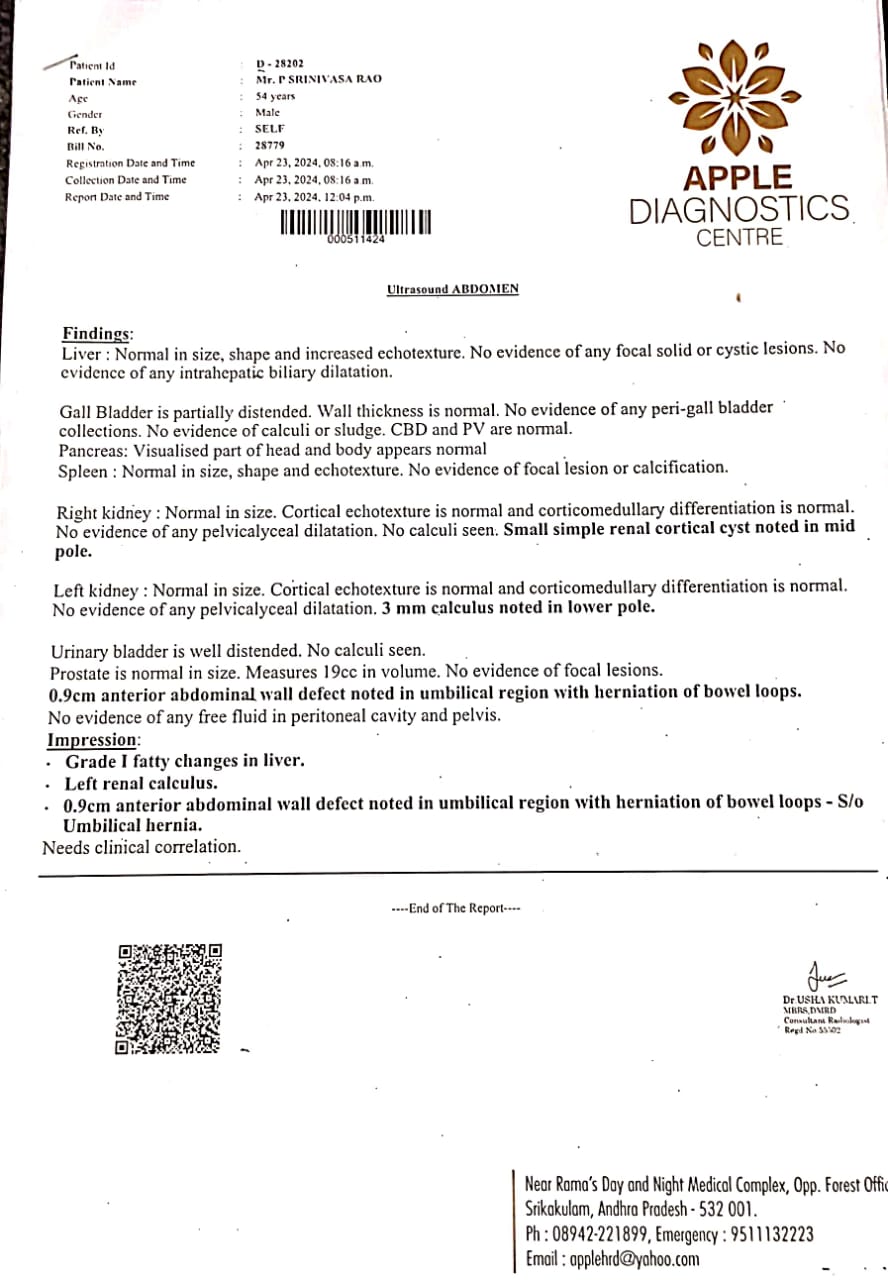 Patient Id : D - 28202
Patient Name : Mr. P SRINIVASA RAO
Age : 54 years
Gender : Male
Ref. By : SELF
Bill No. : 28779
Registration Date and Time : Apr 23, 2024, 08:16 a.m.
Collection Date and Time : Apr 23, 2024, 08:16 a.m.
Report Date and Time : Apr 23, 2024, 12:04 p.m.
000511424
APPLE
DIAGNOSTICS
CENTRE
Ultrasound ABDOMEN
Findings:
Liver : Normal in size, shape and increased echotexture. No evidence of any focal solid or cystic lesions. No
evidence of any intrahepatic biliary dilatation.
Gall Bladder is partially distended. Wall thickness is normal. No evidence of any peri-gall bladder
collections. No evidence of calculi or sludge. CBD and PV are normal.
Pancreas: Visualised part of head and body appears normal
Spleen : Normal in size, shape and echotexture. No evidence of focal lesion or calcification.
Right kidney : Normal in size. Cortical echotexture is normal and corticomedullary differentiation is normal.
No evidence of any pelvicalyceal dilatation. No calculi seen. Small simple renal cortical cyst noted in mid
pole.
Left kidney : Normal in size. Cortical echotexture is normal and corticomedullary differentiation is normal.
No evidence of any pelvicalyceal dilatation. 3 mm calculus noted in lower pole.
Urinary bladder is well distended. No calculi seen.
Prostate is normal in size. Measures 19cc in volume. No evidence of focal lesions.
0.9cm anterior abdominal wall defect noted in umbilical region with herniation of bowel loops.
No evidence of any free fluid in peritoneal cavity and pelvis.
Impression:
· Grade I fatty changes in liver.
· Left renal calculus.
· 0.9cm anterior abdominal wall defect noted in umbilical region with herniation of bowel loops - S/o
Umbilical hernia.
Needs clinical correlation.
----End of The Report----
Dr.USHA KUMARI.T
MBBS,DMRD
Consultant Radiologist
Regd No
Near Rama's Day and Night Medical Complex, Opp. Forest Offic
Srikakulam, Andhra Pradesh - 532 001.
Ph : 08942-221899, Emergency : 9511132223
Email : applehrd@yahoo.com